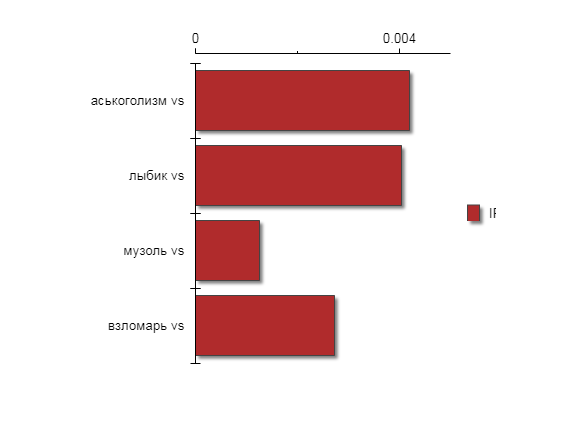 0 0.004
аськоголизм vs
лыбик vs
музоль vs
взломарь vs